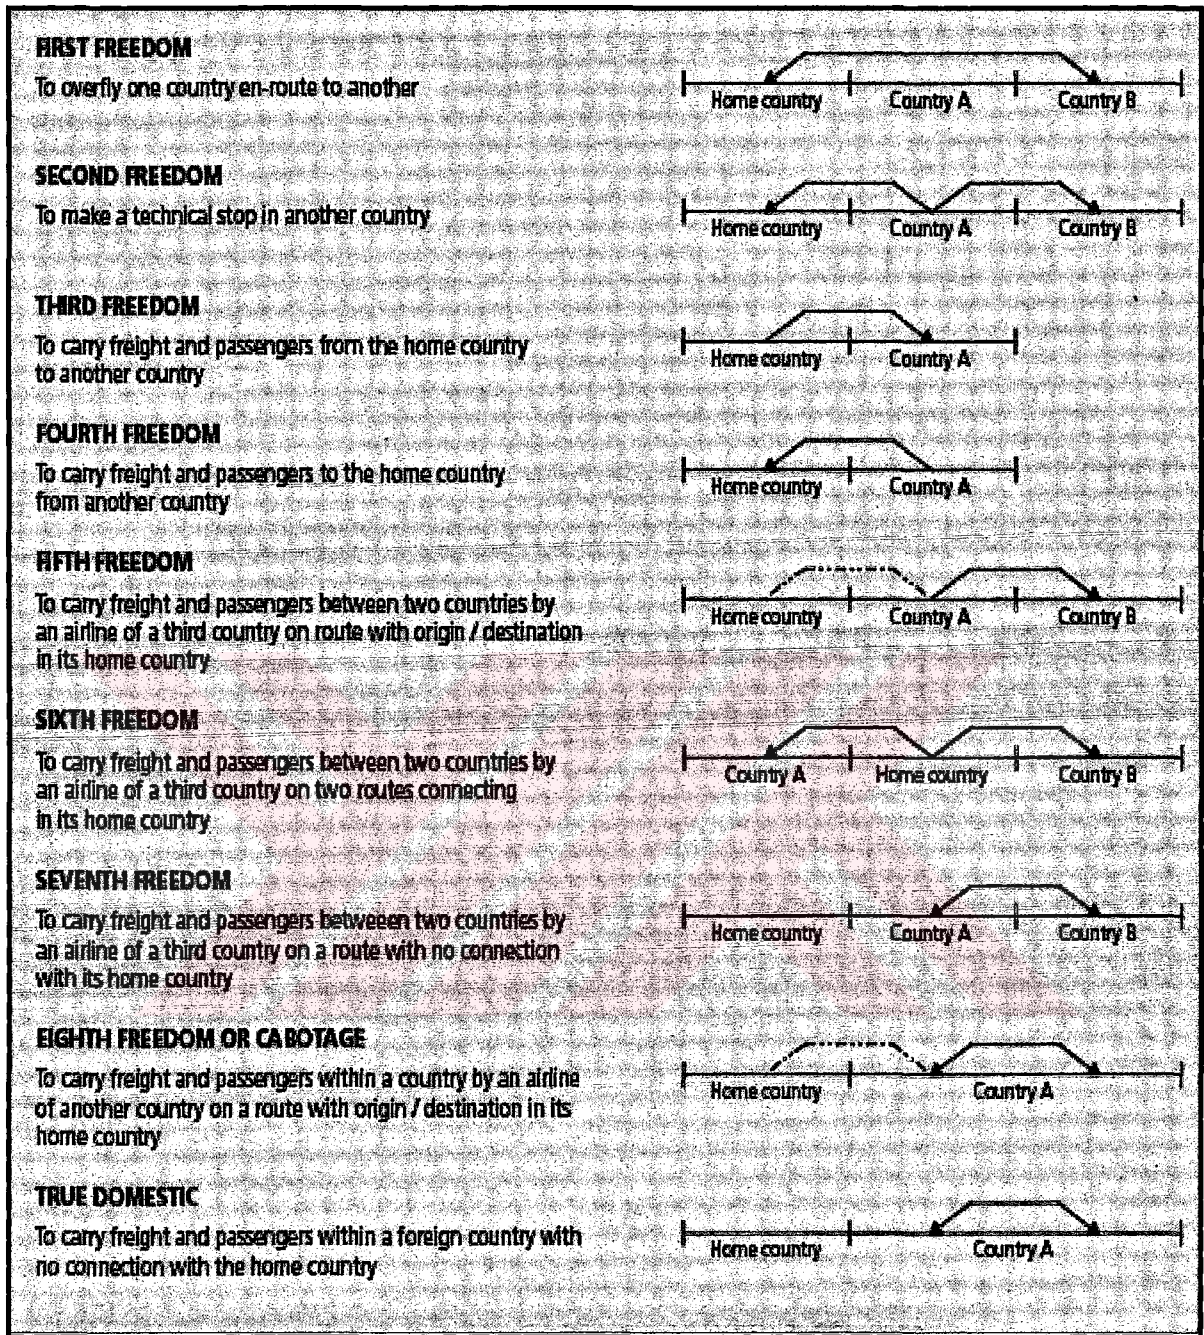 FIRST FREEDOM
To overfly one country en-route to another
Home country Country A Country B
SECOND FREEDOM
To make a technical stop in another country
Home country Country A Country B
THIRD FREEDOM
To carry freight and passengers from the home country
to another country
Home country Country A
FOURTH FREEDOM
To carry freight and passengers to the home country
from another country
Home country Country A
FIFTH FREEDOM
To carry freight and passengers between two countries by
an airline of a third country on route with origin / destination
in its home country
Home country Country A Country B
SIXTH FREEDOM
To carry freight and passengers between two countries by
an airline of a third country on two routes connecting
in its home country
Country A Home country Country B
SEVENTH FREEDOM
To carry freight and passengers betweeen two countries by
an airline of a third country on a route with no connection
with its home country
Home country Country A Country B
EIGHTH FREEDOM OR CABOTAGE
To carry freight and passengers within a country by an airline
of another country on a route with origin / destination in its
home country
Home country Country A
TRUE DOMESTIC
To carry freight and passengers within a foreign country with
no connection with the home country
Home country Country A